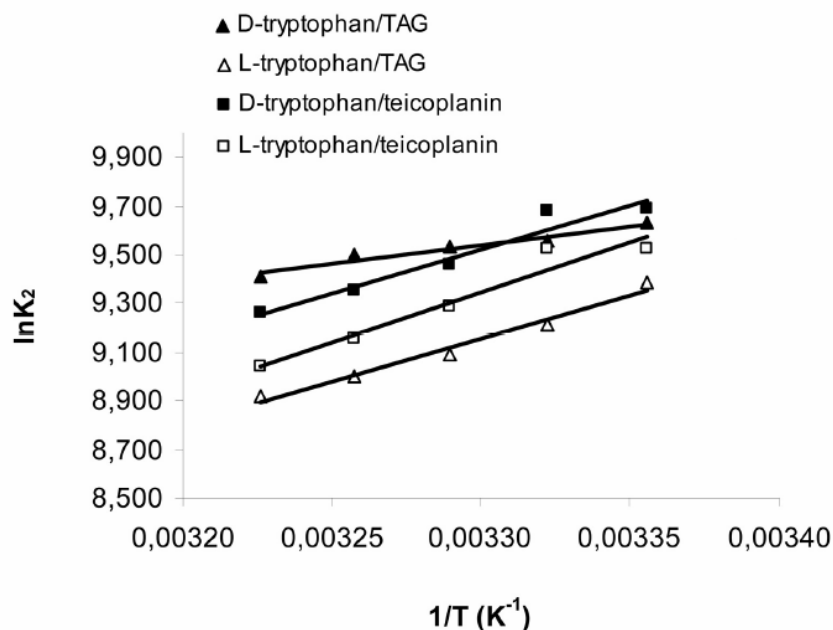 ▲ D-tryptophan/TAG
△ L-tryptophan/TAG
■ D-tryptophan/teicoplanin
□ L-tryptophan/teicoplanin
9,900
9,700
9,500
9,300
9,100
8,900
8,700
8,500
lnK₂
0,00320 0,00325 0,00330 0,00335 0,00340
1/T (K⁻¹)